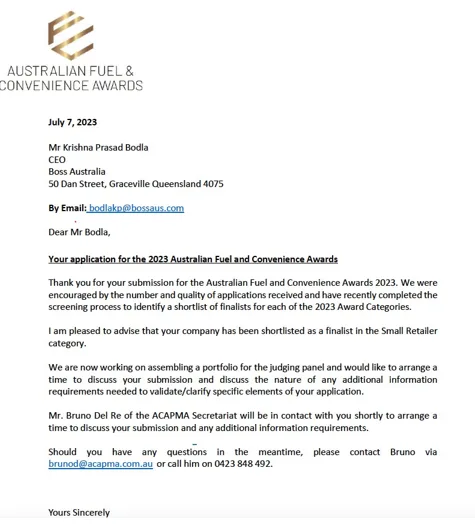 AUSTRALIAN FUEL &
CONVENIENCE AWARDS
July 7, 2023
Mr Krishna Prasad Bodla
CEO
Boss Australia
50 Dan Street, Graceville Queensland 4075
By Email: bodlakp@bossaus.com
Dear Mr Bodla,
Your application for the 2023 Australian Fuel and Convenience Awards
Thank you for your submission for the Australian Fuel and Convenience Awards 2023. We were
encouraged by the number and quality of applications received and have recently completed the
screening process to identify a shortlist of finalists for each of the 2023 Award Categories.
I am pleased to advise that your company has been shortlisted as a finalist in the Small Retailer
category.
We are now working on assembling a portfolio for the judging panel and would like to arrange a
time to discuss your submission and discuss the nature of any additional information
requirements needed to validate/clarify specific elements of your application.
Mr. Bruno Del Re of the ACAPMA Secretariat will be in contact with you shortly to arrange a
time to discuss your submission and any additional information requirements.
Should you have any questions in the meantime, please contact Bruno via
brunod@acapma.com.au or call him on 0423 848 492.
Yours Sincerely